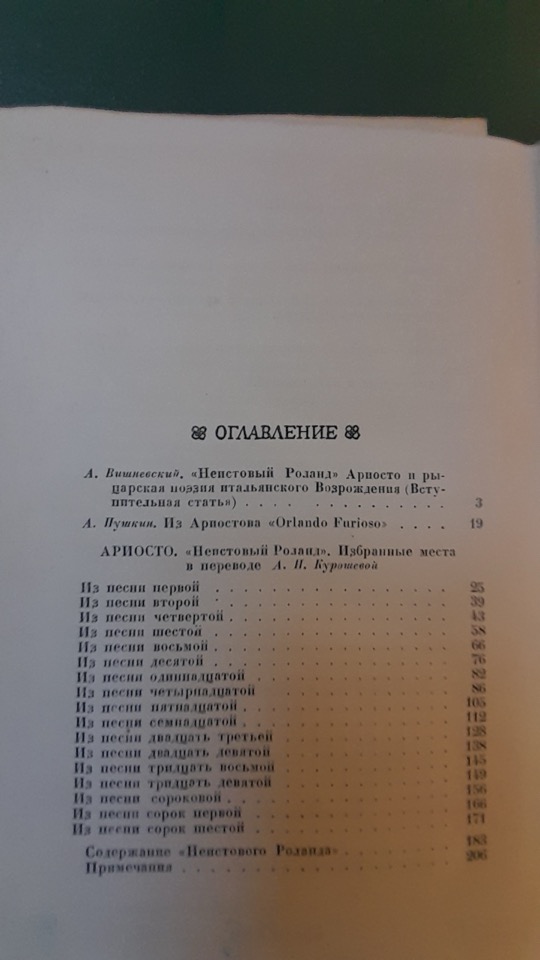 ОГЛАВЛЕНИЕ
А. Вишневский. «Неистовый Роланд» Ариосто и ры-
царская поэзия итальянского Возрождения (Всту-
пительная статья) . . . . . . . . . . 3
А. Пушкин. Из Ариостова «Orlando Furioso» . . . . 19
АРИОСТО. «Неистовый Роланд». Избранные места
в переводе А. И. Курошевой
Из песни первой . . . . . . . . . . 25
Из песни второй . . . . . . . . . . 39
Из песни четвертой . . . . . . . . . . 43
Из песни шестой . . . . . . . . . . 58
Из песни восьмой . . . . . . . . . . 66
Из песни десятой . . . . . . . . . . 76
Из песни одиннадцатой . . . . . . . . . . 82
Из песни четырнадцатой . . . . . . . . . . 86
Из песни пятнадцатой . . . . . . . . . . 105
Из песни семнадцатой . . . . . . . . . . 112
Из песни двадцать третьей . . . . . . . . . . 128
Из песни двадцать девятой . . . . . . . . . . 138
Из песни тридцать восьмой . . . . . . . . . . 145
Из песни тридцать девятой . . . . . . . . . . 149
Из песни сороковой . . . . . . . . . . 156
Из песни сорок первой . . . . . . . . . . 166
Из песни сорок шестой . . . . . . . . . . 171
Содержание «Неистового Роланда» . . . . . . . . 183
Примечания . . . . . . . . . . 206